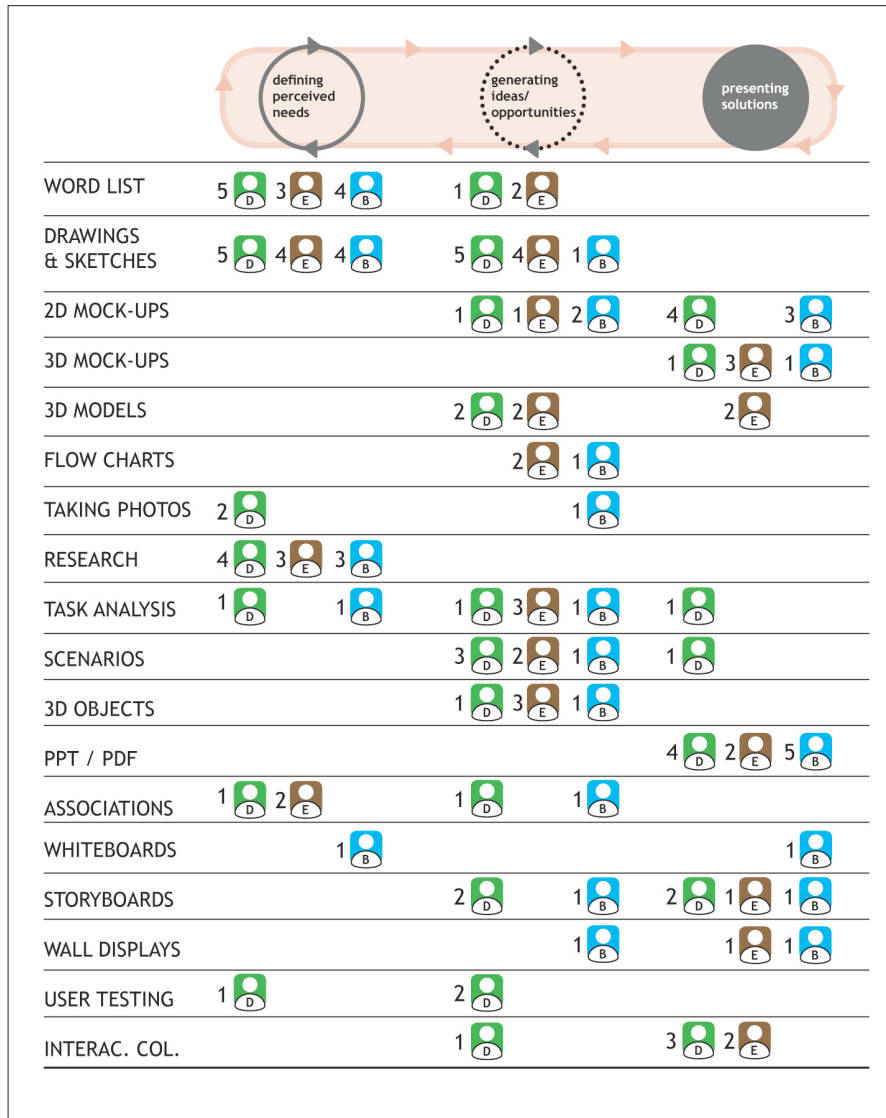 defining
perceived
needs
generating
ideas/
opportunities
presenting
solutions
WORD LIST 5 D 3 E 4 B 1 D 2 E
DRAWINGS
& SKETCHES 5 D 4 E 4 B 5 D 4 E 1 B
2D MOCK-UPS 1 D 1 E 2 B 4 D 3 B
3D MOCK-UPS 1 D 3 E 1 B
3D MODELS 2 D 2 E 2 E
FLOW CHARTS 2 E 1 B
TAKING PHOTOS 2 D 1 B
RESEARCH 4 D 3 E 3 B
TASK ANALYSIS 1 D 1 B 1 D 3 E 1 B 1 D
SCENARIOS 3 D 2 E 1 B 1 D
3D OBJECTS 1 D 3 E 1 B
PPT / PDF 4 D 2 E 5 B
ASSOCIATIONS 1 D 2 E 1 D 1 B
WHITEBOARDS 1 B 1 B
STORYBOARDS 2 D 1 B 2 D 1 E 1 B
WALL DISPLAYS 1 B 1 E 1 B
USER TESTING 1 D 2 D
INTERAC. COL. 1 D 3 D 2 E